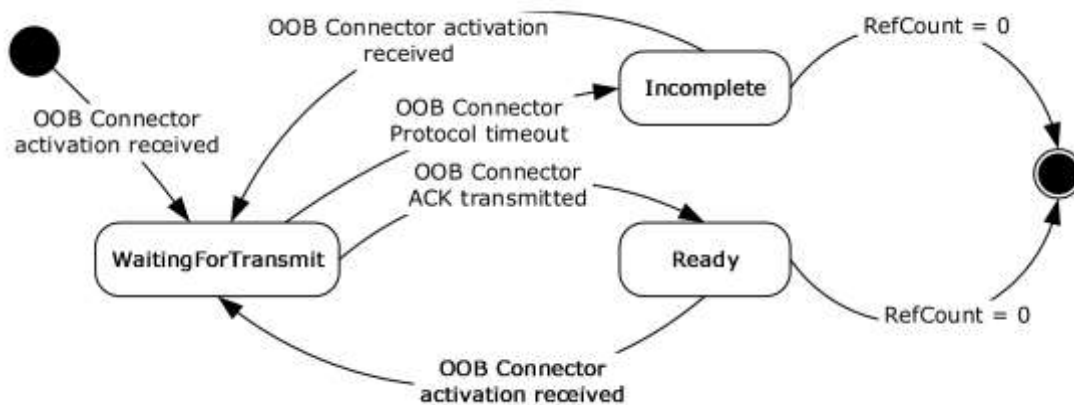 OOB Connector activation
received
RefCount = 0
Incomplete
OOB Connector
activation received
OOB Connector
Protocol timeout
OOB Connector
ACK transmitted
WaitingForTransmit
Ready
RefCount = 0
OOB Connector
activation received